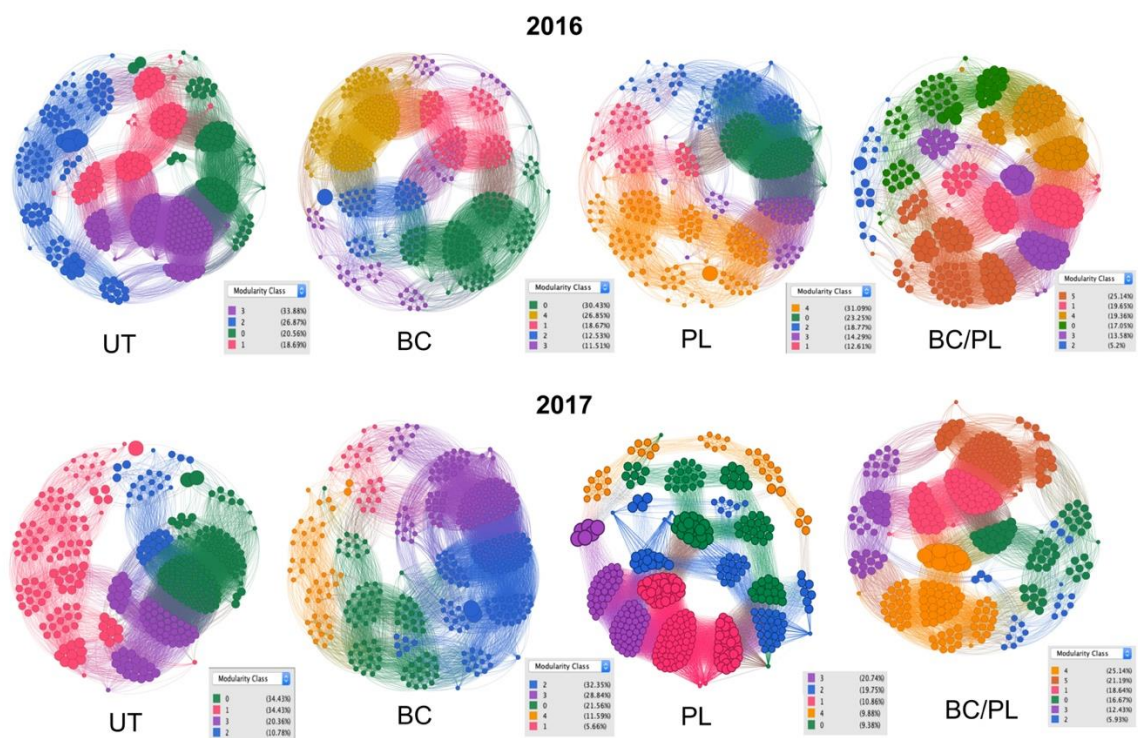 2016
Modularity Class
3 (33.88%)
2 (26.87%)
0 (20.56%)
1 (18.69%)
UT
Modularity Class
0 (30.43%)
4 (26.85%)
1 (18.67%)
2 (12.53%)
3 (11.51%)
BC
Modularity Class
4 (31.09%)
0 (23.25%)
2 (18.77%)
3 (14.29%)
1 (12.61%)
PL
Modularity Class
5 (25.14%)
1 (19.65%)
4 (19.36%)
0 (17.05%)
3 (13.58%)
2 (5.2%)
BC/PL
2017
Modularity Class
0 (34.43%)
1 (34.43%)
3 (20.36%)
2 (10.78%)
UT
Modularity Class
2 (32.35%)
3 (28.84%)
0 (21.56%)
4 (11.59%)
1 (5.66%)
BC
3 (20.74%)
2 (19.75%)
1 (10.86%)
4 (9.88%)
0 (9.38%)
PL
Modularity Class
4 (25.14%)
5 (21.19%)
1 (18.64%)
0 (16.67%)
3 (12.43%)
2 (5.93%)
BC/PL